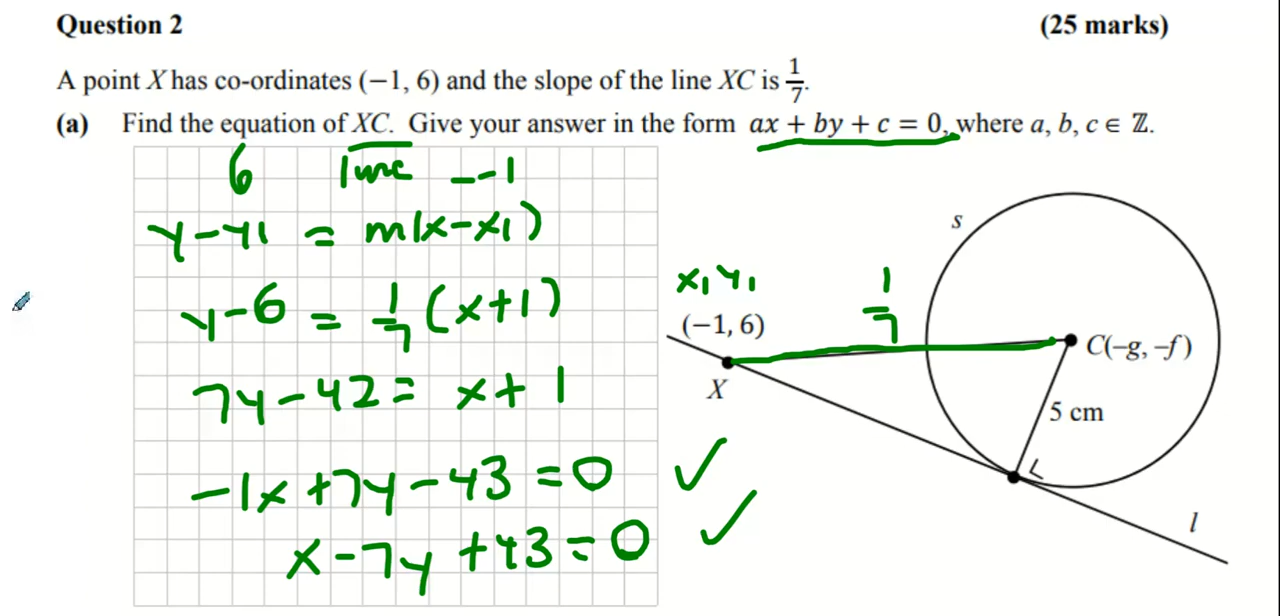 Question 2 (25 marks)
A point X has co-ordinates (−1, 6) and the slope of the line XC is 1/7.
(a) Find the equation of XC. Give your answer in the form ax + by + c = 0, where a, b, c ∈ ℤ.
6 line −-1
y − y1 = m(x − x1)
y − 6 = 1/7 (x + 1)
7y − 42 = x + 1
−1x + 7y − 43 = 0 ✓
x − 7y + 43 = 0 ✓
s
x1 y1
1/7
(−1, 6)
C(−g, −f)
X
5 cm
l